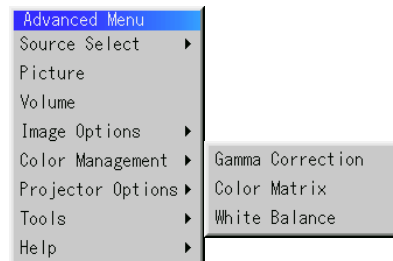 Advanced Menu
Source Select
Picture
Volume
Image Options
Color Management
Projector Options
Tools
Help
Gamma Correction
Color Matrix
White Balance